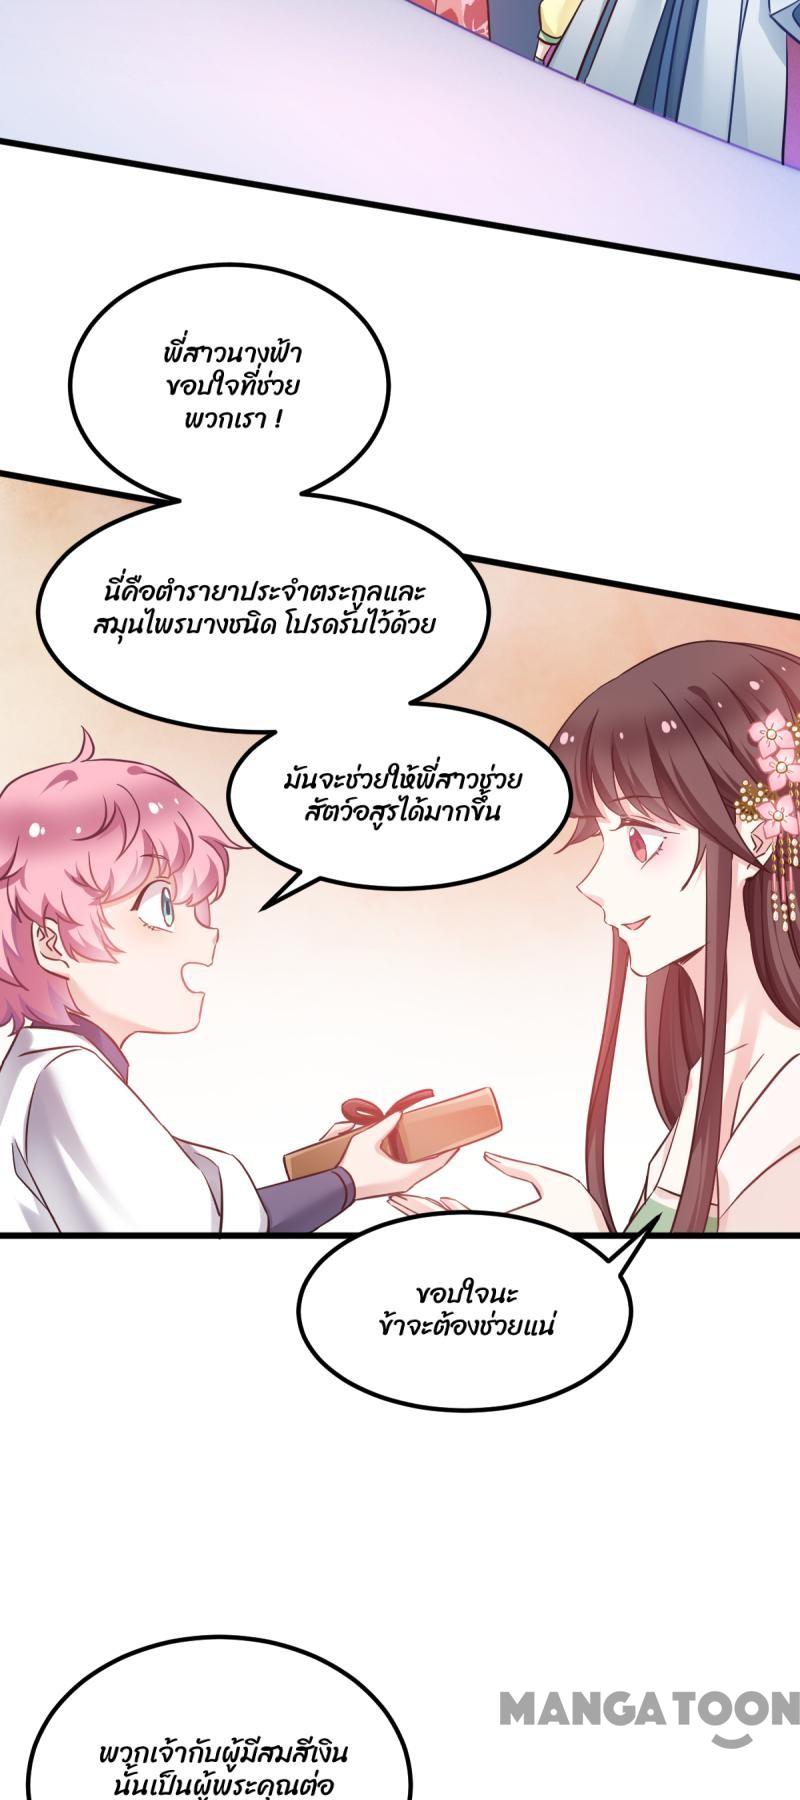 พี่สาวนางฟ้า
ขอบใจที่ช่วย
พวกเรา !
นี่คือตำรายาประจำตระกูลและ
สมุนไพรบางชนิด โปรดรับไว้ด้วย
มันจะช่วยให้พี่สาวช่วย
สัตว์อสูรได้มากขึ้น
ขอบใจนะ
ข้าจะต้องช่วยแน่
MANGATOON
พวกเจ้ากับผู้มีสมสีเงิน
นั้นเป็นผู้พระคุณต่อ